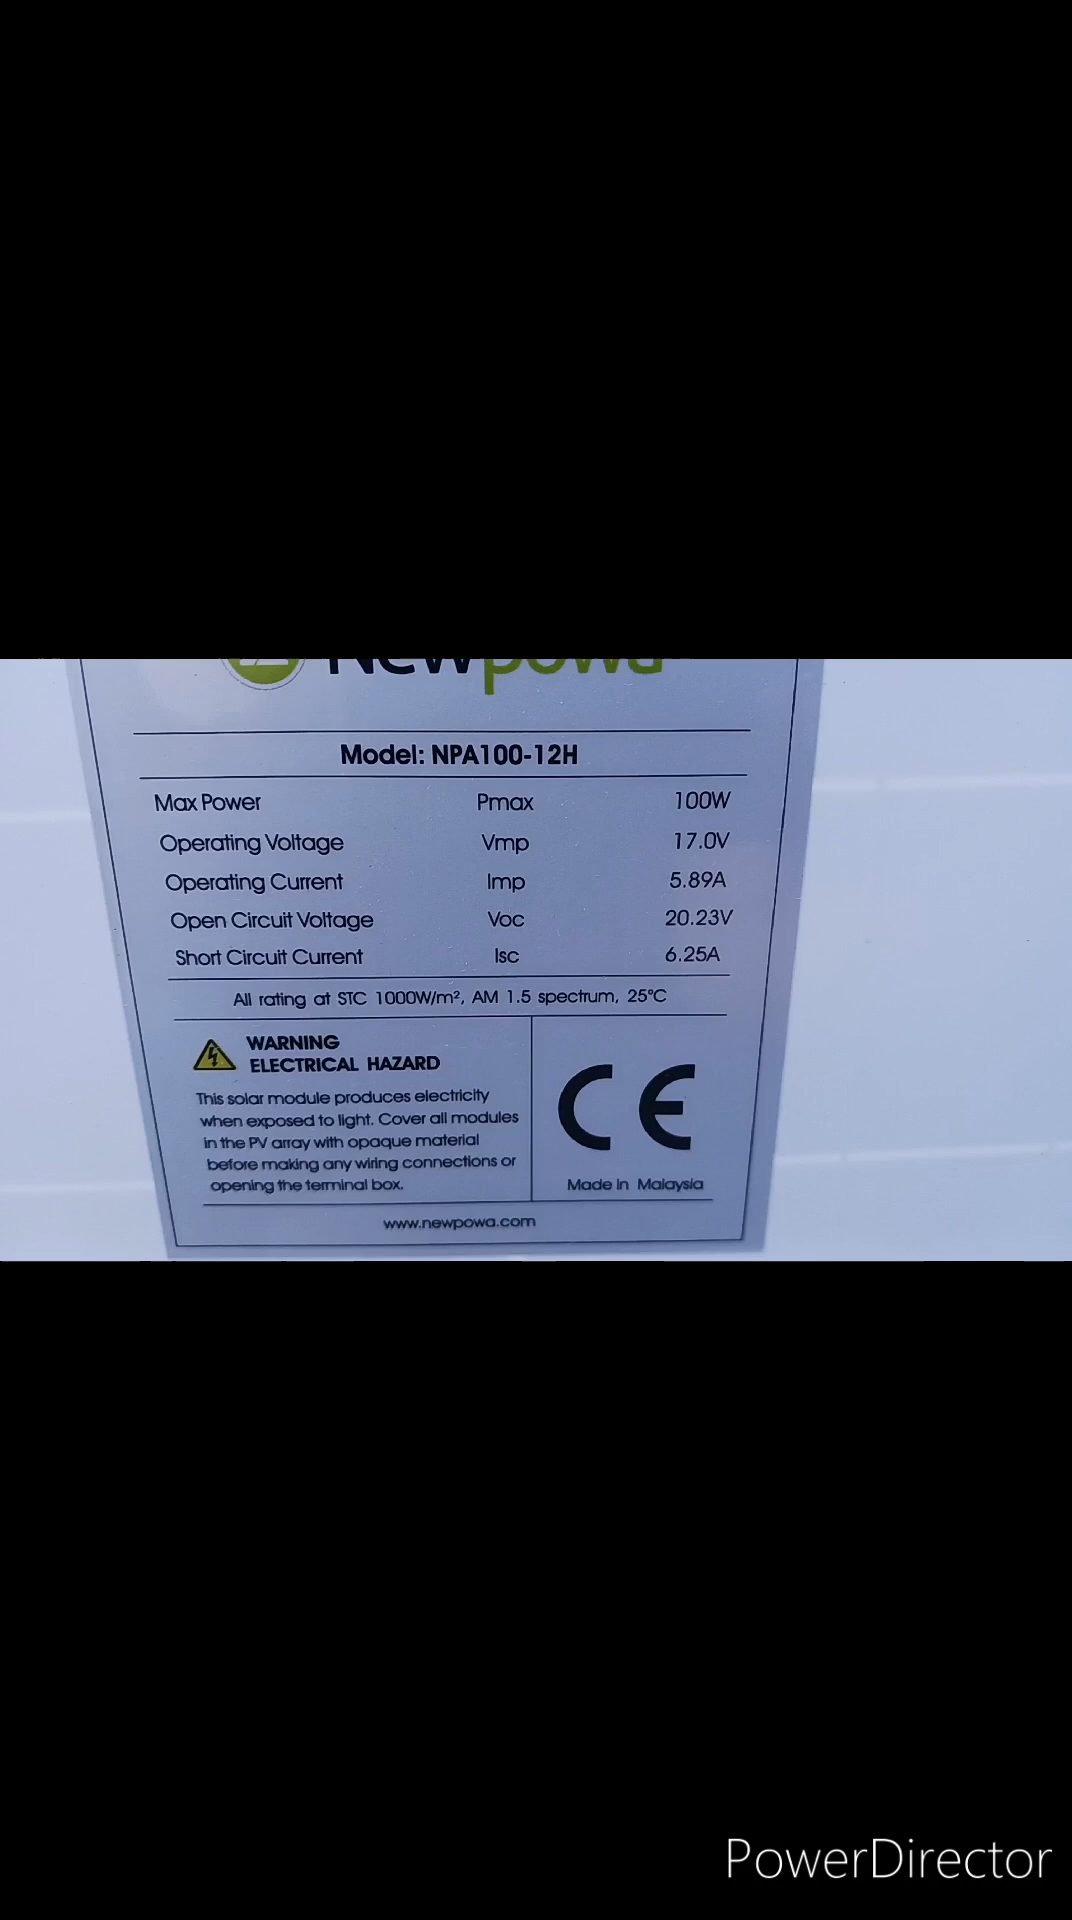 Newpowa
Model: NPA100-12H
Max Power Pmax 100W
Operating Voltage Vmp 17.0V
Operating Current Imp 5.89A
Open Circuit Voltage Voc 20.23V
Short Circuit Current Isc 6.25A
All rating at STC 1000W/m², AM 1.5 spectrum, 25°C
WARNING
ELECTRICAL HAZARD
This solar module produces electricity
when exposed to light. Cover all modules
in the PV array with opaque material
before making any wiring connections or
opening the terminal box.
CE
Made in Malaysia
www.newpowa.com
PowerDirector